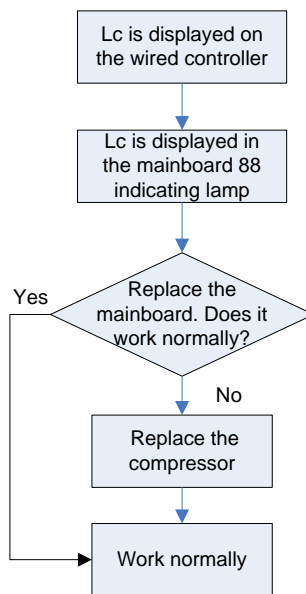 Lc is displayed on
the wired controller
Lc is displayed in
the mainboard 88
indicating lamp
Yes
Replace the
mainboard. Does it
work normally?
No
Replace the
compressor
Work normally